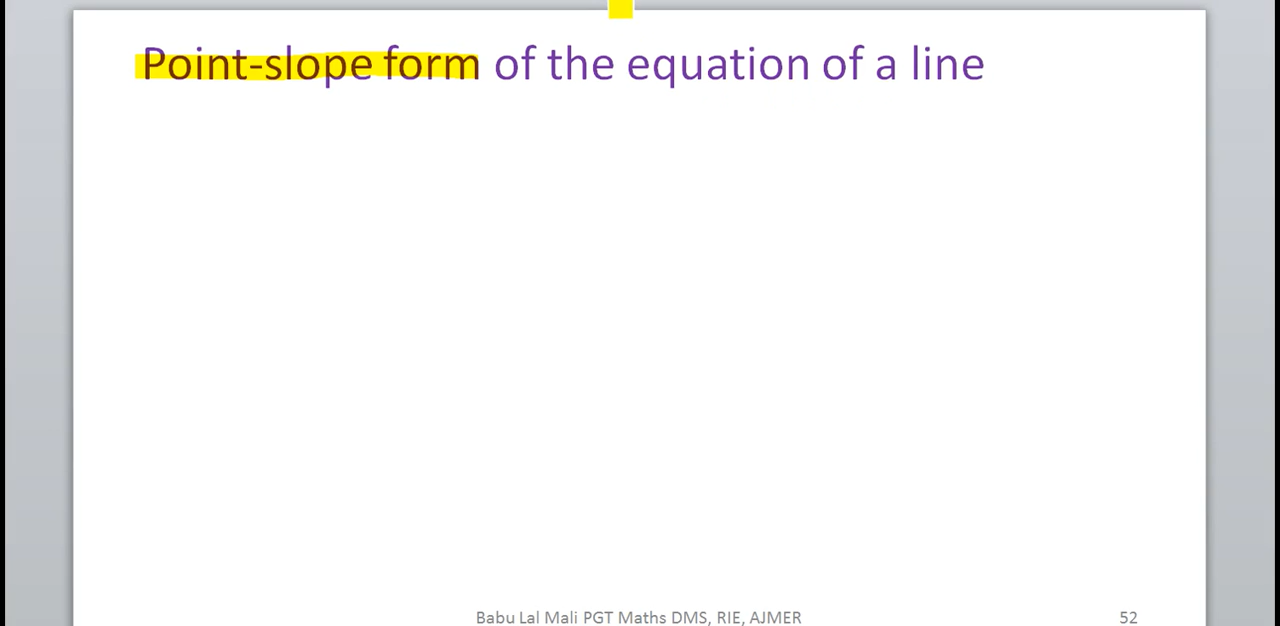 Point-slope form of the equation of a line
Babu Lal Mali PGT Maths DMS, RIE, AJMER
52